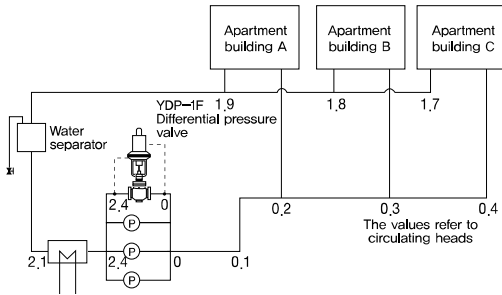 Apartment
building A
Apartment
building B
Apartment
building C
1.9
1.8
1.7
YDP-1F
Differential pressure
valve
Water
separator
2.4
0
P
0.2
0.3
0.4
P
The values refer to
circulating heads
2.1
2.4
0
0.1
P